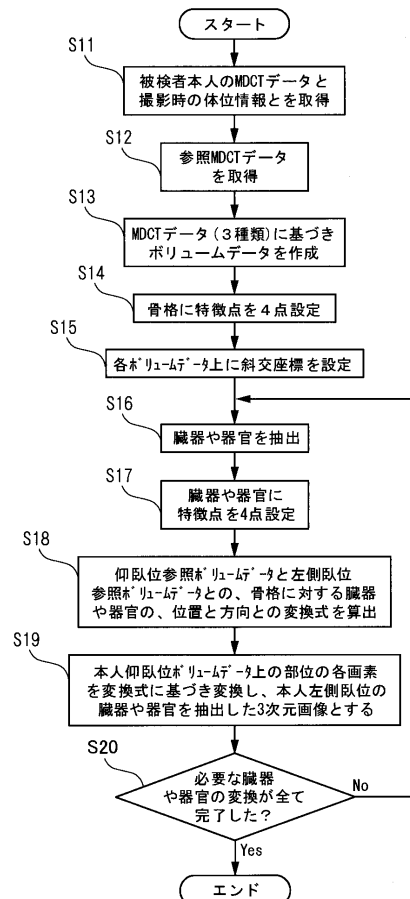 スタート
S11
被検者本人のMDCTデータと
撮影時の体位情報とを取得
S12
参照MDCTデータ
を取得
S13
MDCTデータ(3種類)に基づき
ボリュームデータを作成
S14
骨格に特徴点を4点設定
S15
各ボリュームデータ上に斜交座標を設定
S16
臓器や器官を抽出
S17
臓器や器官に
特徴点を4点設定
S18
仰臥位参照ボリュームデータと左側臥位
参照ボリュームデータとの、骨格に対する臓器
や器官の、位置と方向との変換式を算出
S19
本人仰臥位ボリュームデータ上の部位の各画素
を変換式に基づき変換し、本人左側臥位の
臓器や器官を抽出した3次元画像とする
S20
必要な臓器
や器官の変換が全て
完了した?
No
Yes
エンド